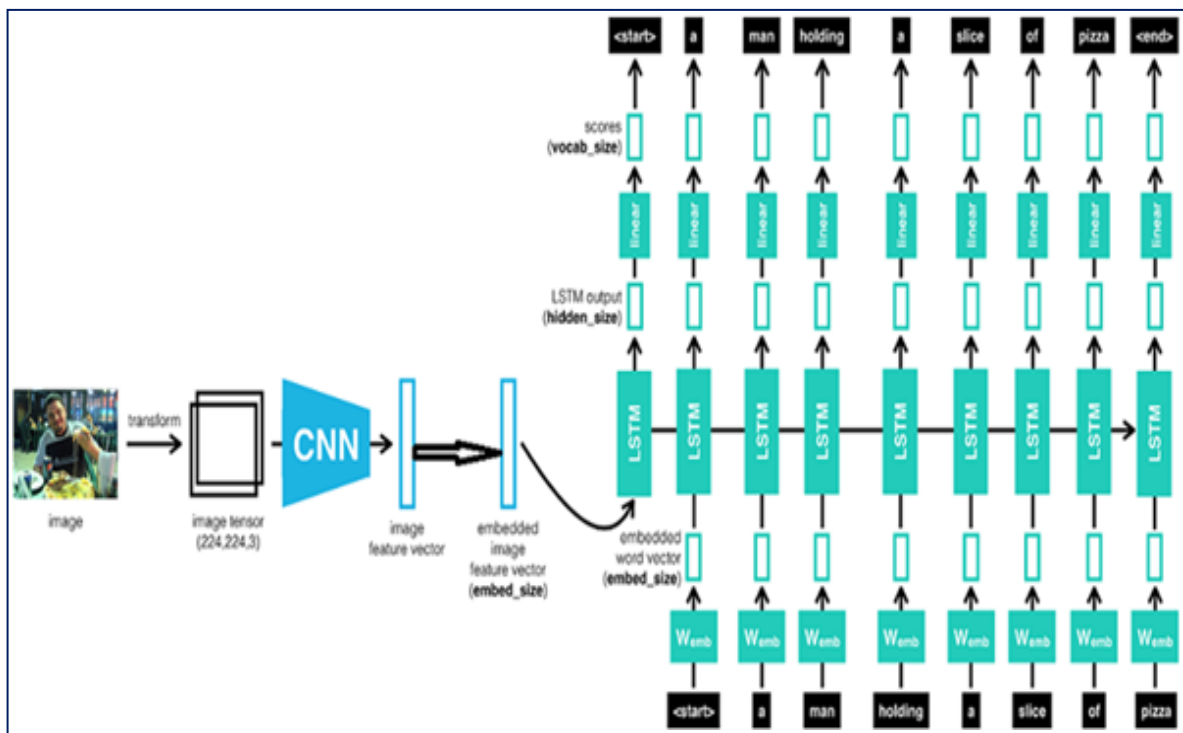 <start> a man holding a slice of pizza <end>
scores
(vocab_size)
linear linear linear linear linear linear linear linear linear
LSTM output
(hidden_size)
LSTM LSTM LSTM LSTM LSTM LSTM LSTM LSTM LSTM
transform
CNN
image
image tensor
(224,224,3)
image
feature vector
embedded
image
feature vector
(embed_size)
embedded
word vector
(embed_size)
Wemb Wemb Wemb Wemb Wemb Wemb Wemb Wemb
<start> a man holding a slice of pizza